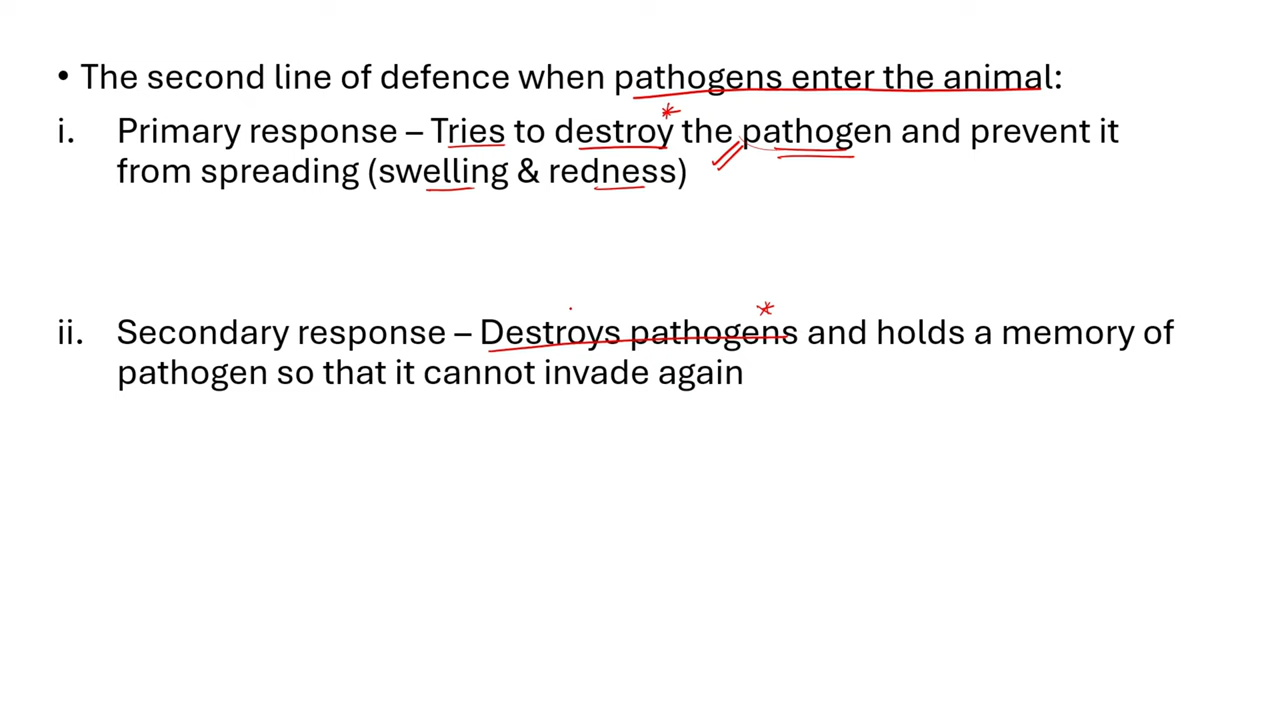 • The second line of defence when pathogens enter the animal:
i. Primary response – Tries to destroy the pathogen and prevent it
from spreading (swelling & redness)
ii. Secondary response – Destroys pathogens and holds a memory of
pathogen so that it cannot invade again